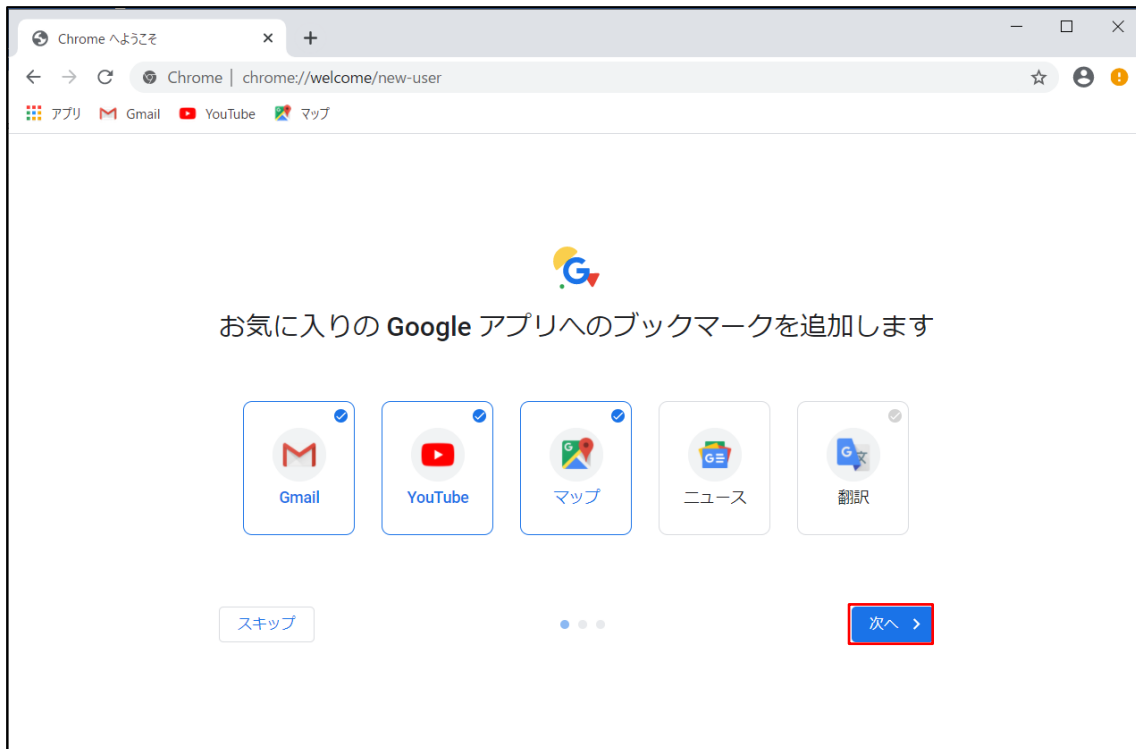 Chrome へようこそ
Chrome | chrome://welcome/new-user
アプリ Gmail YouTube マップ
お気に入りの Google アプリへのブックマークを追加します
Gmail YouTube マップ ニュース 翻訳
スキップ 次へ